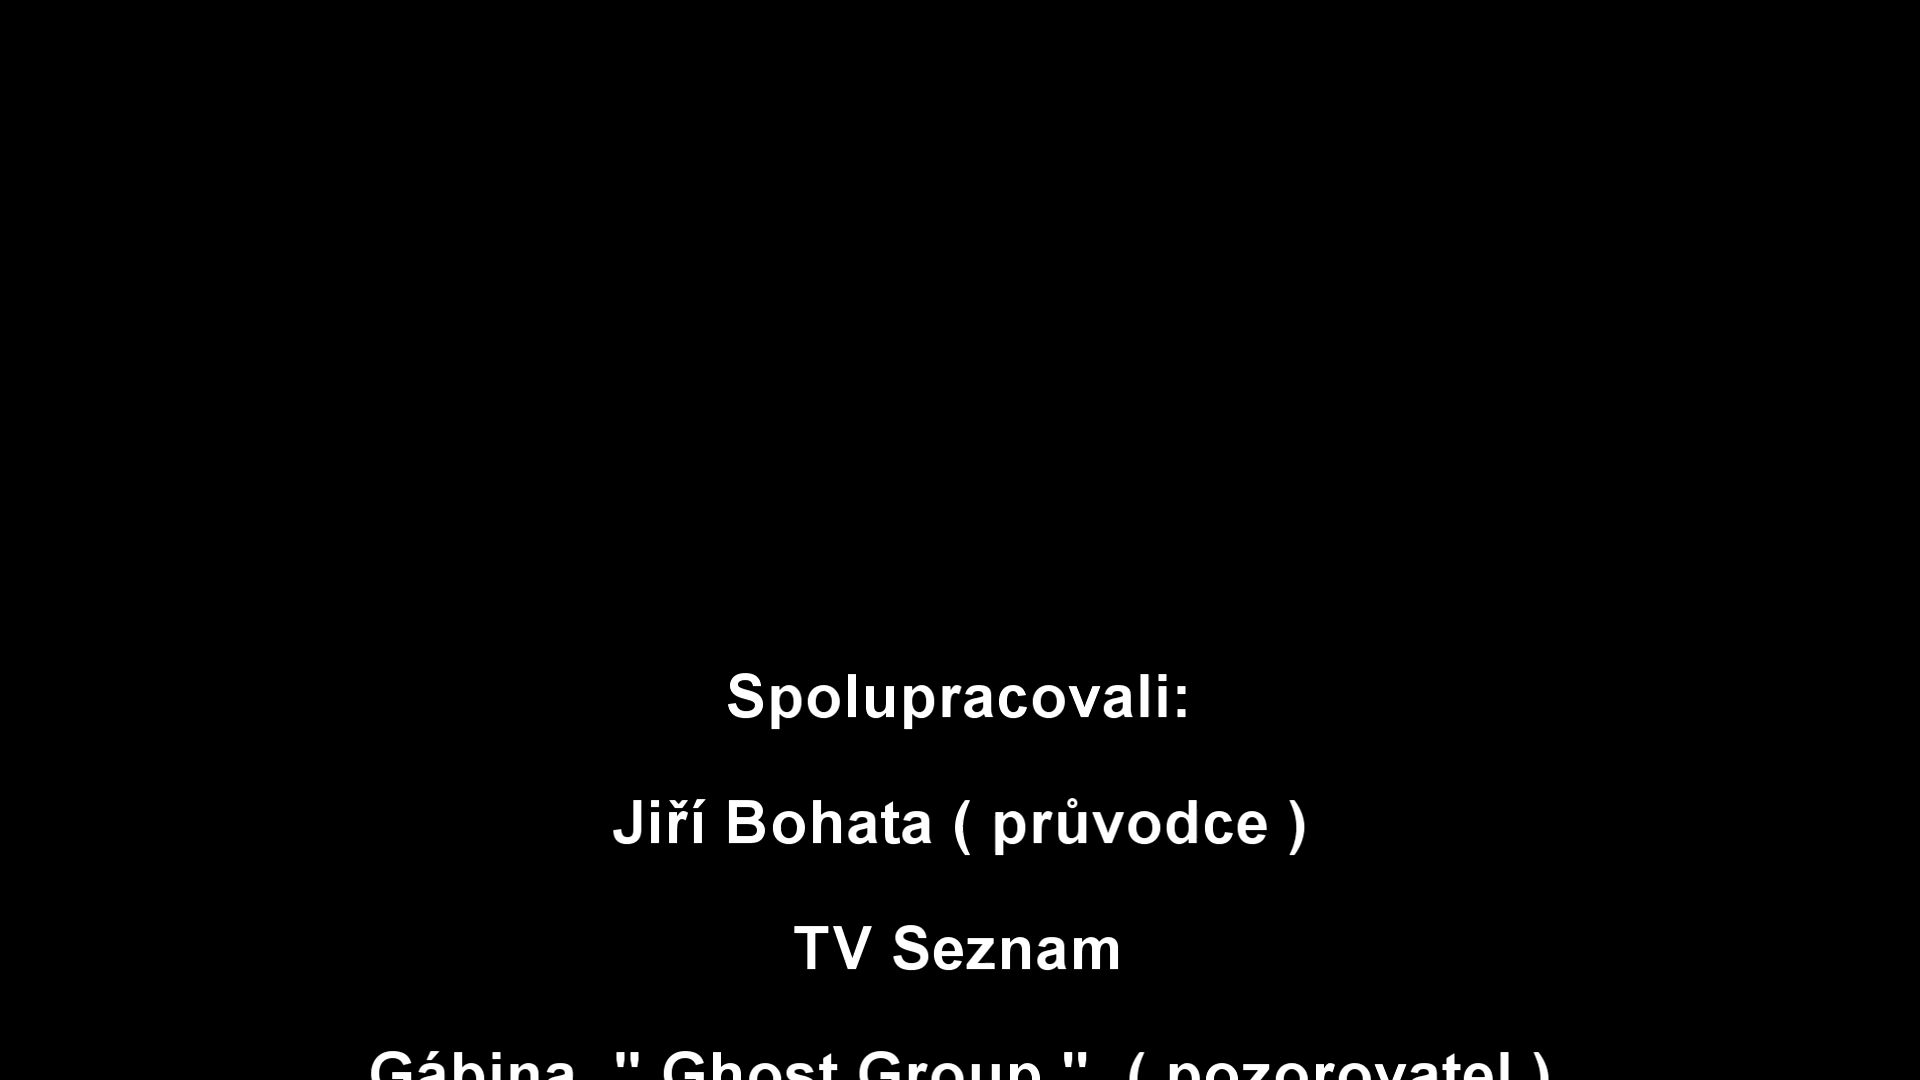 Spolupracovali:
Jiří Bohata ( průvodce )
TV Seznam
Gábina " Ghost Group " ( pozorovatel )